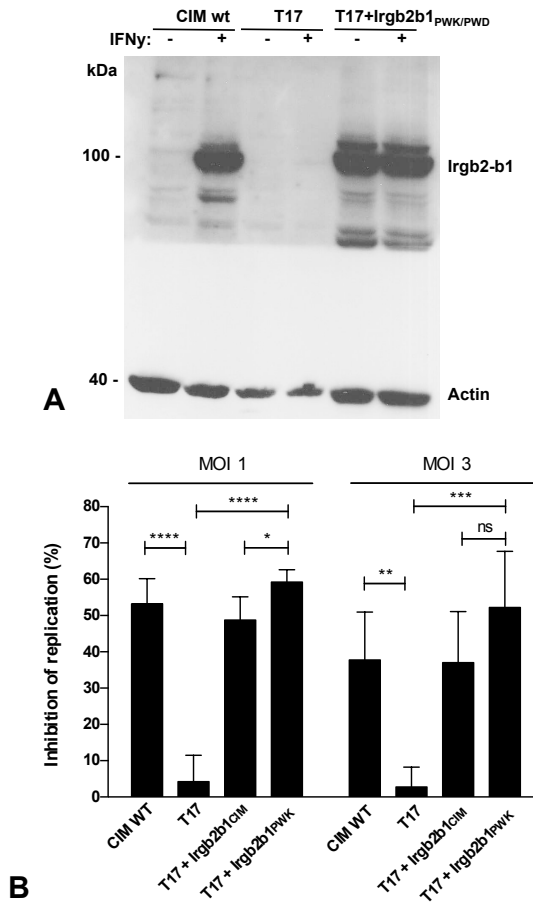 CIM wt T17 T17+Irgb2b1PWK/PWD
IFNy: - + - + - +
kDa
100 -
Irgb2-b1
40 -
Actin
A
MOI 1 MOI 3
**** ***
**** * ** ns
Inhibition of replication (%)
80
70
60
50
40
30
20
10
0
CIM WT T17 T17 + Irgb2b1CIM T17 + Irgb2b1PWK CIM WT T17 T17 + Irgb2b1CIM T17 + Irgb2b1PWK
B